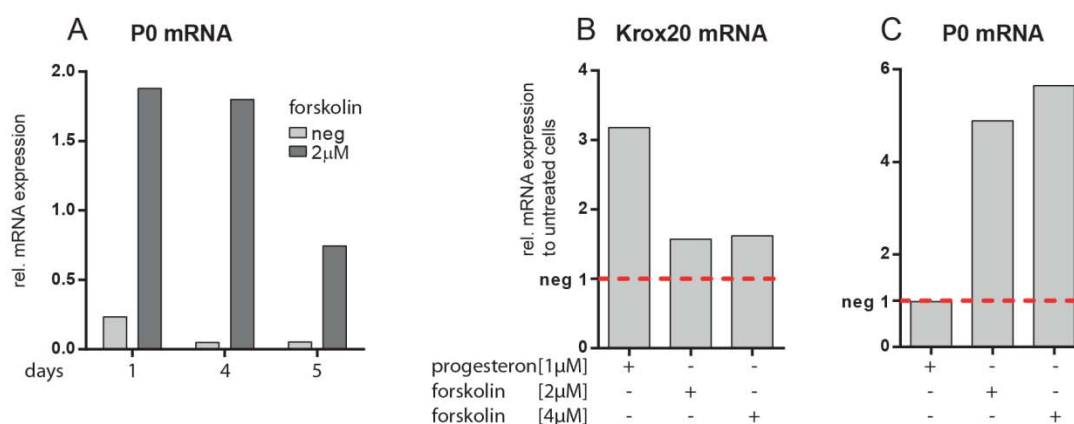 A P0 mRNA
rel. mRNA expression
2.0
1.5
1.0
0.5
0.0
forskolin
neg
2µM
days 1 4 5
B Krox20 mRNA
rel. mRNA expression
to untreated cells
4
3
2
neg 1
0
C P0 mRNA
6
4
2
neg 1
0
progesteron[1µM] + - - + - -
forskolin [2µM] - + - - + -
forskolin [4µM] - - + - - +